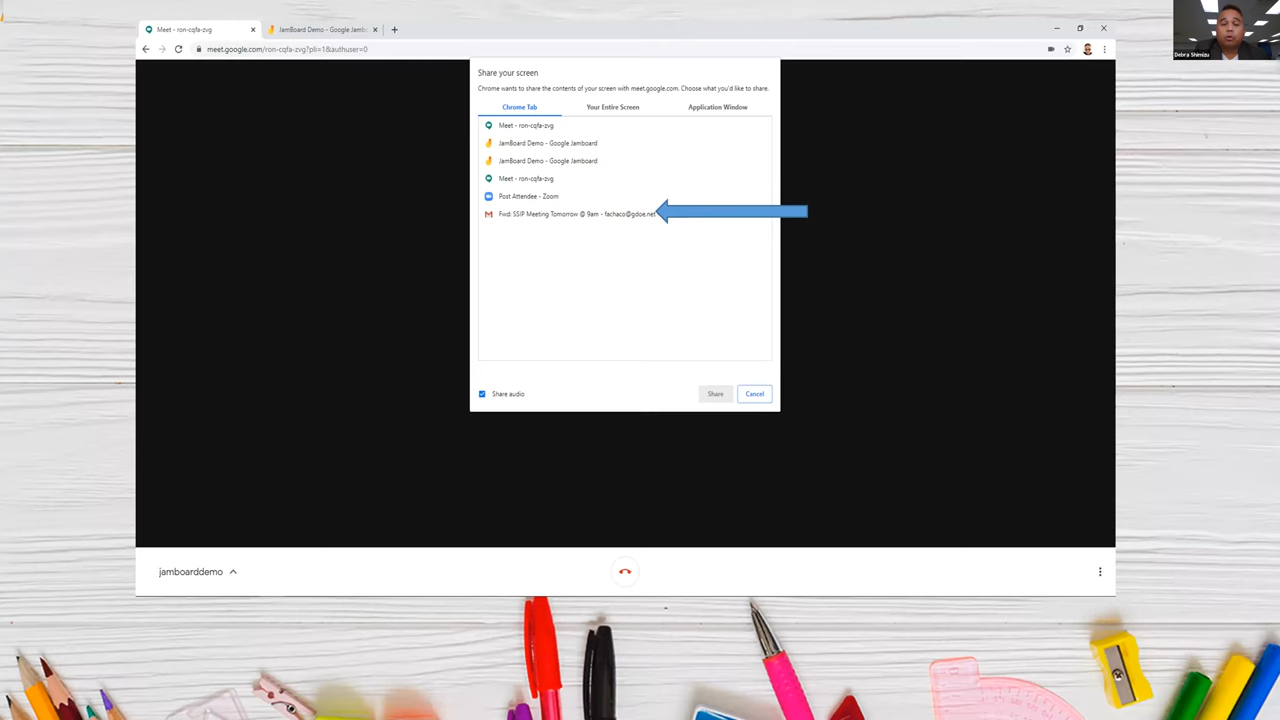 Meet - ron-cqfa-zvg
JamBoard Demo - Google Jamb
meet.google.com/ron-cqfa-zvg?pli=1&authuser=0
Debra Shimizu
Share your screen
Chrome wants to share the contents of your screen with meet.google.com. Choose what you'd like to share.
Chrome Tab Your Entire Screen Application Window
Meet - ron-cqfa-zvg
JamBoard Demo - Google Jamboard
JamBoard Demo - Google Jamboard
Meet - ron-cqfa-zvg
Post Attendee - Zoom
Fwd: SSIP Meeting Tomorrow @ 9am - fachaco@gdoe.net
Share audio Share Cancel
jamboarddemo